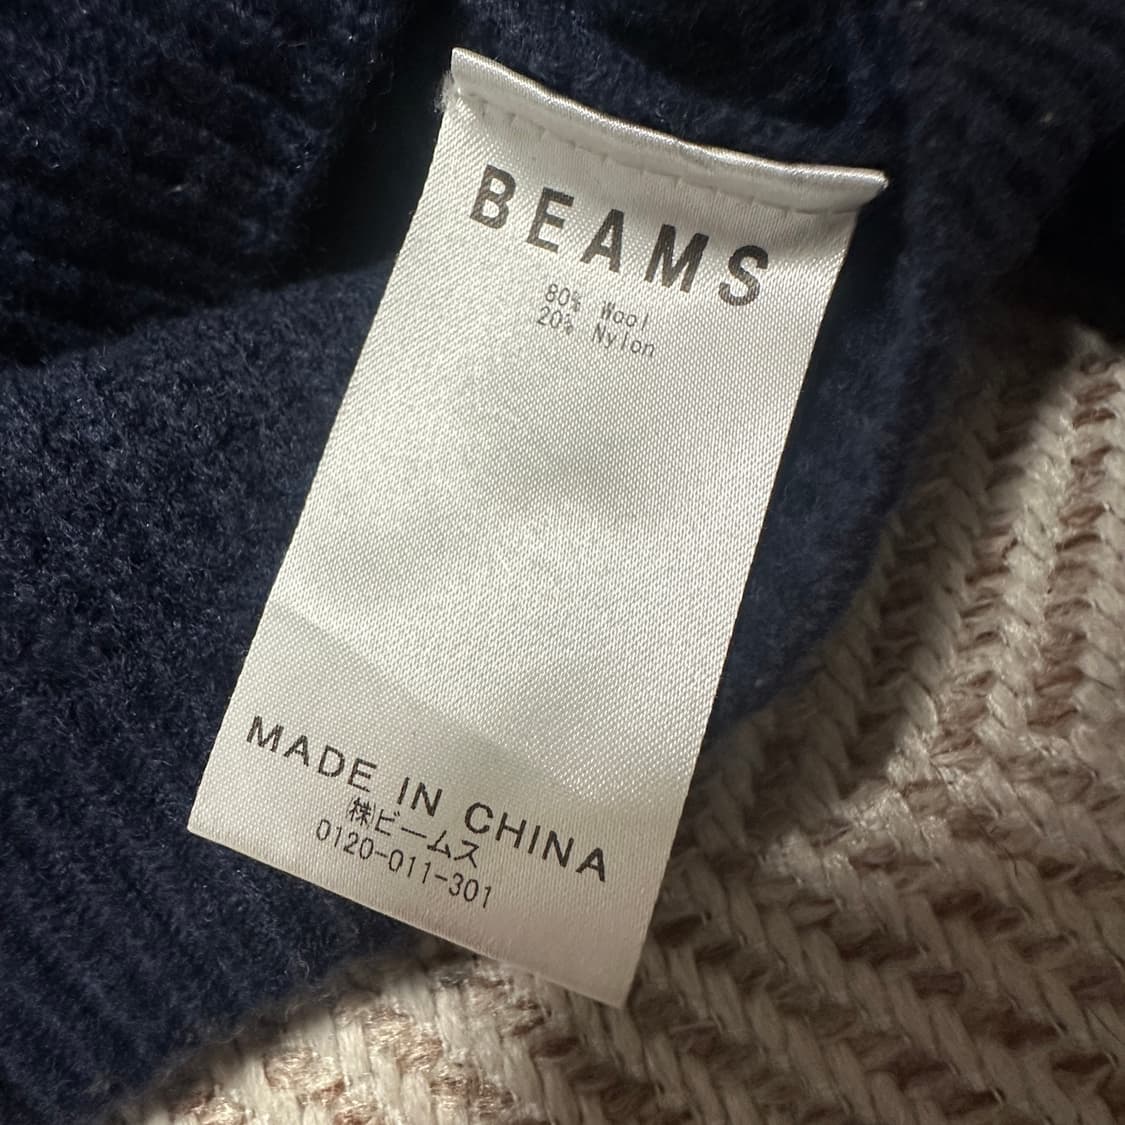 BEAMS
80% Wool
20% Nylon
MADE IN CHINA
㈱ビームス
0120-011-301